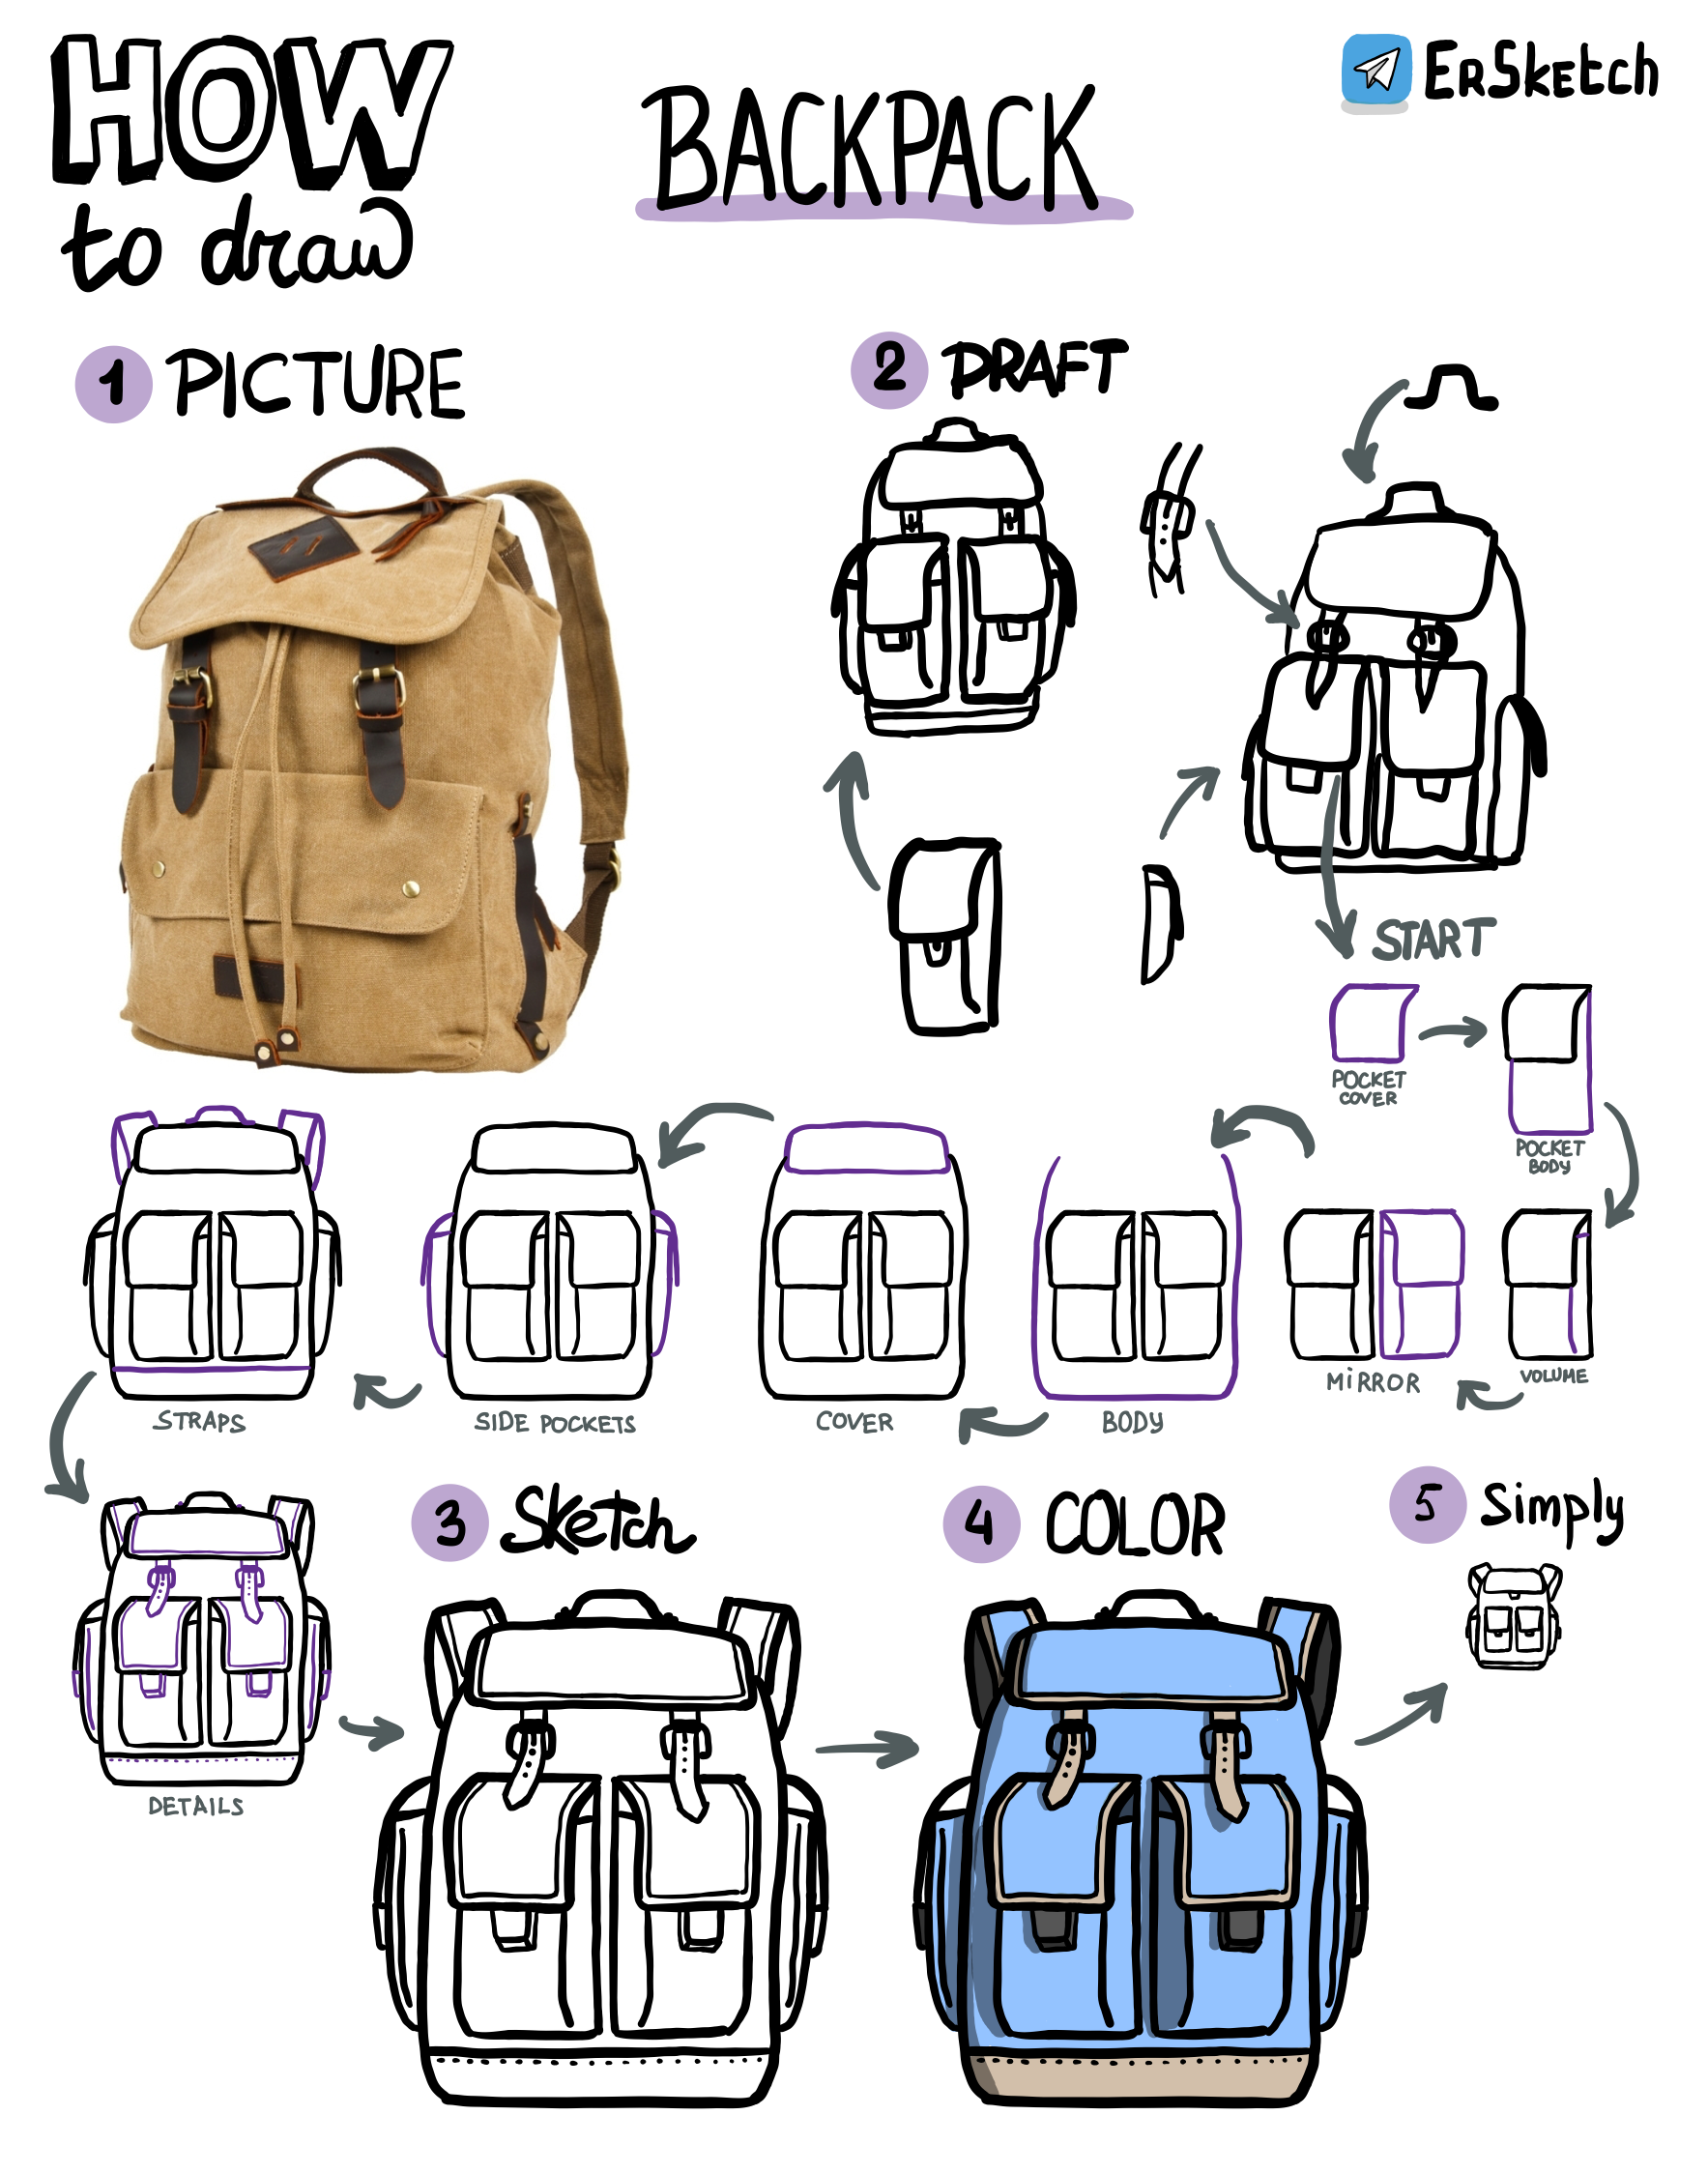 HOW
to draw
BACKPACK
ERSKetch
1 PICTURE
2 DRAFT
START
POCKET
COVER
POCKET
BODY
VOLUME
MiRROR
BODY
COVER
SIDE POCKETS
STRAPS
DETAILS
3 SKetch
4 COLOR
5 Simply